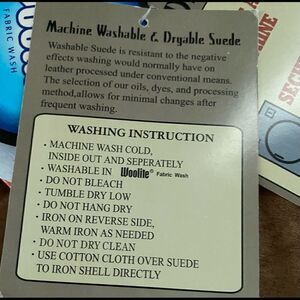 FABRIC WASH
Machine Washable & Dryable Suede
Washable Suede is resistant to the negative
effects washing would normally have on
leather processed under conventional means.
The selection of our oils, dyes, and processing
method,allows for minimal changes after
frequent washing.
WASHING INSTRUCTION
• MACHINE WASH COLD,
INSIDE OUT AND SEPERATELY
• WASHABLE IN Woolite® Fabric Wash
• DO NOT BLEACH
• TUMBLE DRY LOW
• DO NOT HANG DRY
• IRON ON REVERSE SIDE,
WARM IRON AS NEEDED
• DO NOT DRY CLEAN
• USE COTTON CLOTH OVER SUEDE
TO IRON SHELL DIRECTLY